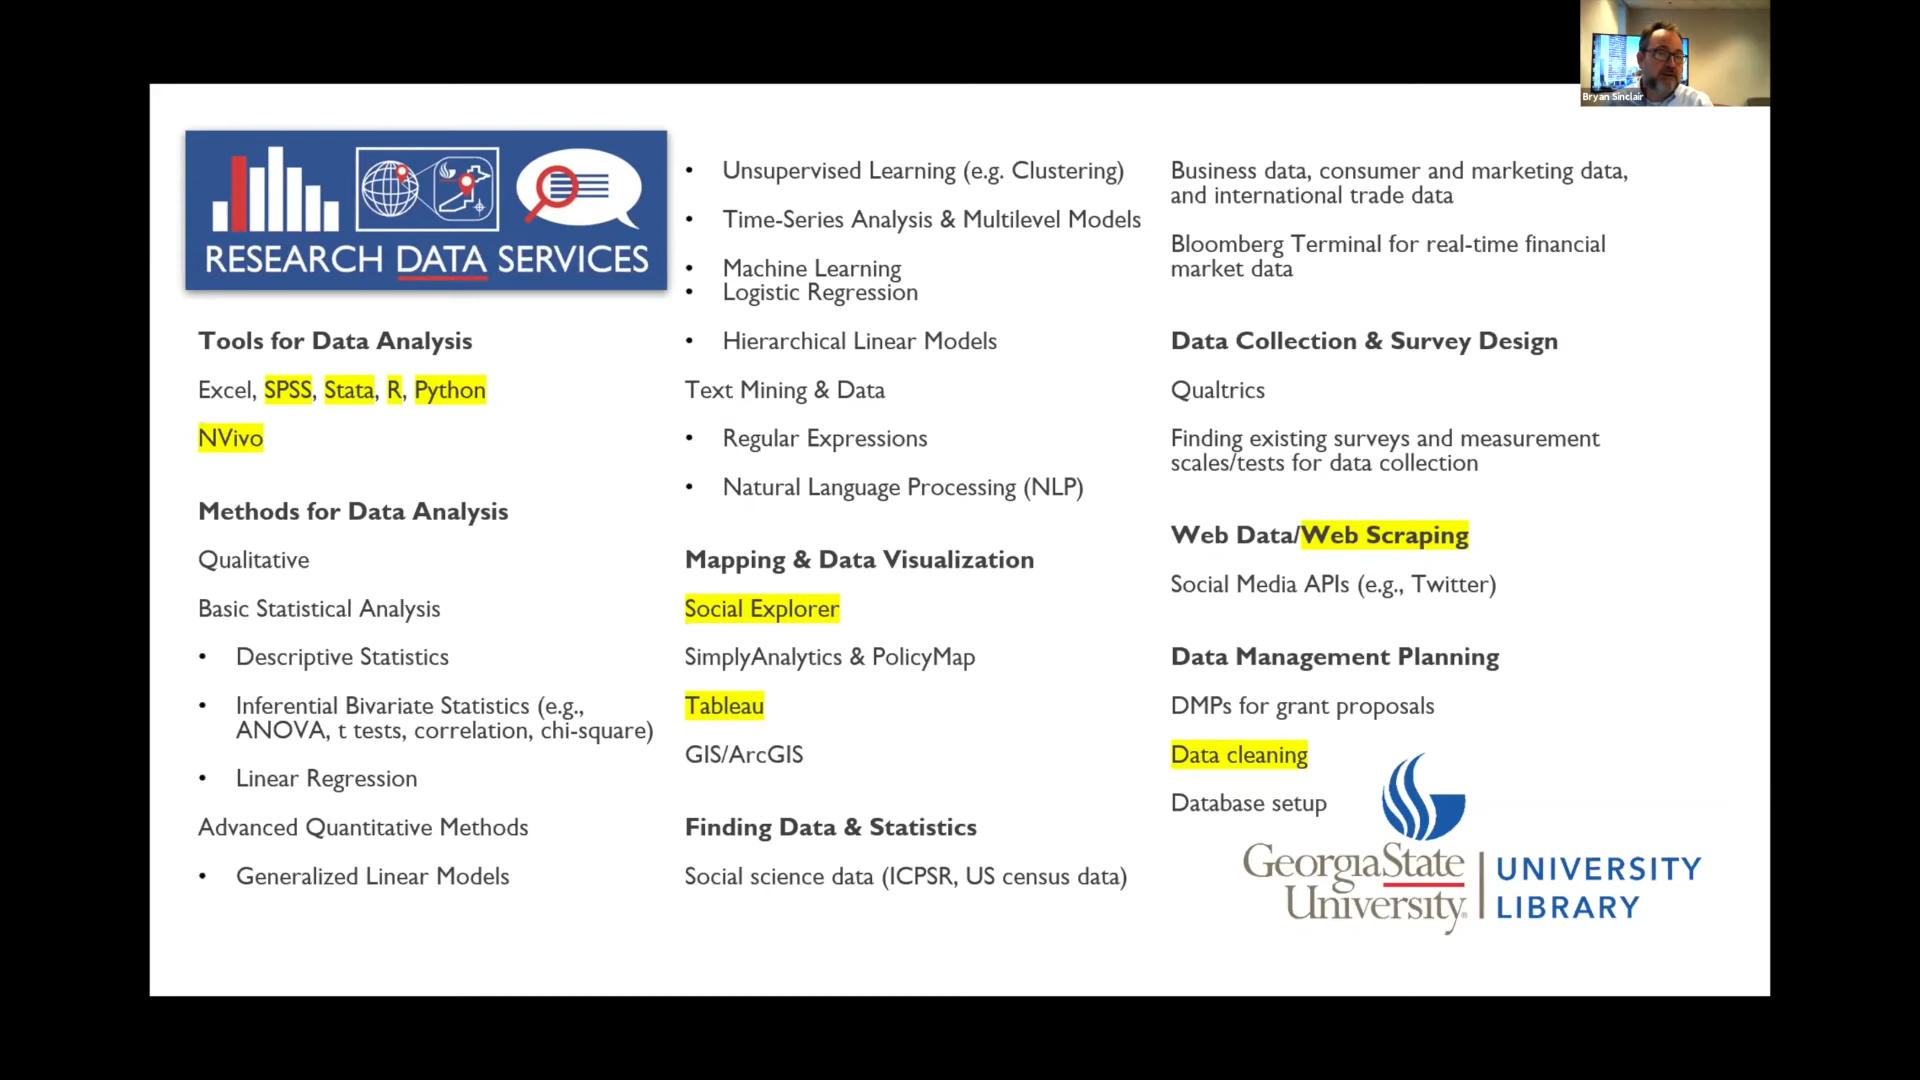 Bryan Sinclair
RESEARCH DATA SERVICES
Tools for Data Analysis
Excel, SPSS, Stata, R, Python
NVivo
Methods for Data Analysis
Qualitative
Basic Statistical Analysis
• Descriptive Statistics
• Inferential Bivariate Statistics (e.g.,
ANOVA, t tests, correlation, chi-square)
• Linear Regression
Advanced Quantitative Methods
• Generalized Linear Models
• Unsupervised Learning (e.g. Clustering)
• Time-Series Analysis & Multilevel Models
• Machine Learning
• Logistic Regression
• Hierarchical Linear Models
Text Mining & Data
• Regular Expressions
• Natural Language Processing (NLP)
Mapping & Data Visualization
Social Explorer
SimplyAnalytics & PolicyMap
Tableau
GIS/ArcGIS
Finding Data & Statistics
Social science data (ICPSR, US census data)
Business data, consumer and marketing data,
and international trade data
Bloomberg Terminal for real-time financial
market data
Data Collection & Survey Design
Qualtrics
Finding existing surveys and measurement
scales/tests for data collection
Web Data/Web Scraping
Social Media APIs (e.g., Twitter)
Data Management Planning
DMPs for grant proposals
Data cleaning
Database setup
GeorgiaState
University.
UNIVERSITY
LIBRARY